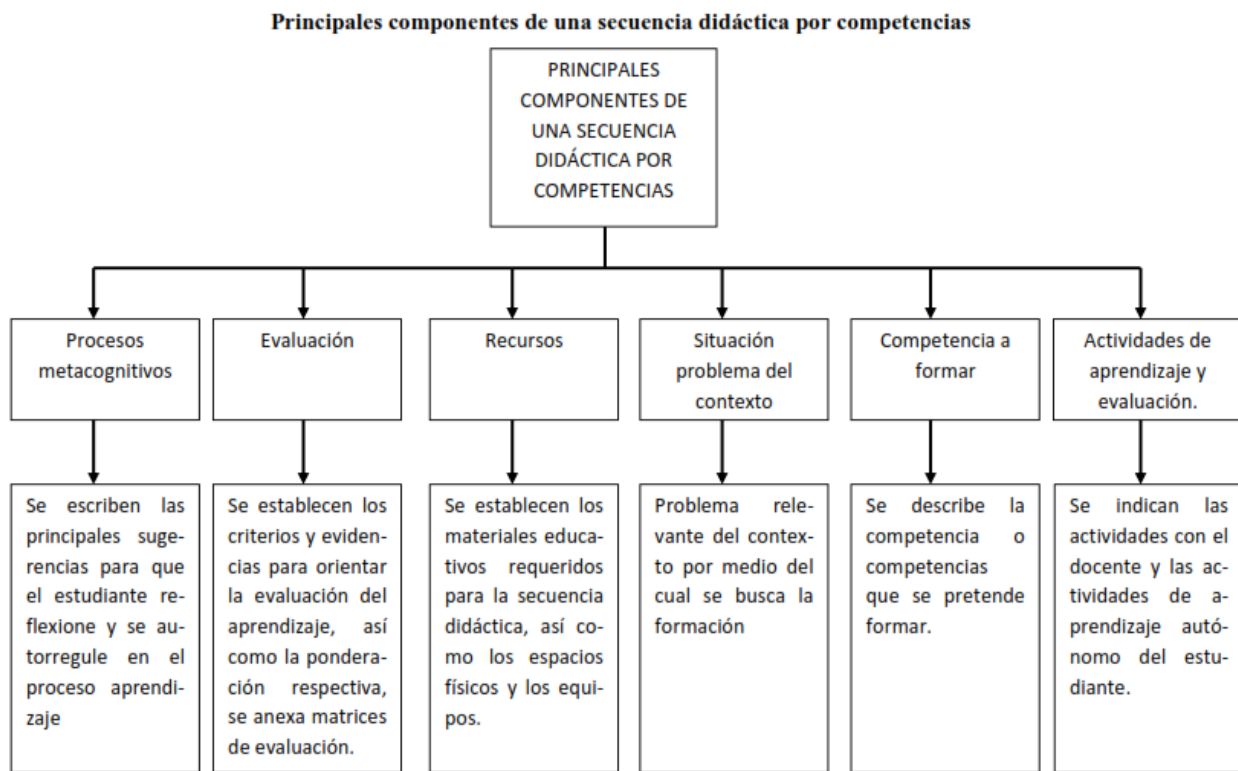 Principales componentes de una secuencia didáctica por competencias
PRINCIPALES
COMPONENTES DE
UNA SECUENCIA
DIDÁCTICA POR
COMPETENCIAS
Procesos
metacognitivos
Evaluación
Recursos
Situación
problema del
contexto
Competencia a
formar
Actividades de
aprendizaje y
evaluación.
Se escriben las
principales suge-
rencias para que
el estudiante re-
flexione y se au-
torregule en el
proceso aprendi-
zaje
Se establecen los
criterios y eviden-
cias para orientar
la evaluación del
aprendizaje, así
como la pondera-
ción respectiva,
se anexa matrices
de evaluación.
Se establecen los
materiales educa-
tivos requeridos
para la secuencia
didáctica, así co-
mo los espacios
físicos y los equi-
pos.
Problema rele-
vante del contex-
to por medio del
cual se busca la
formación
Se describe la
competencia o
competencias
que se pretende
formar.
Se indican las
actividades con el
docente y las ac-
tividades de a-
prendizaje autó-
nomo del estu-
diante.